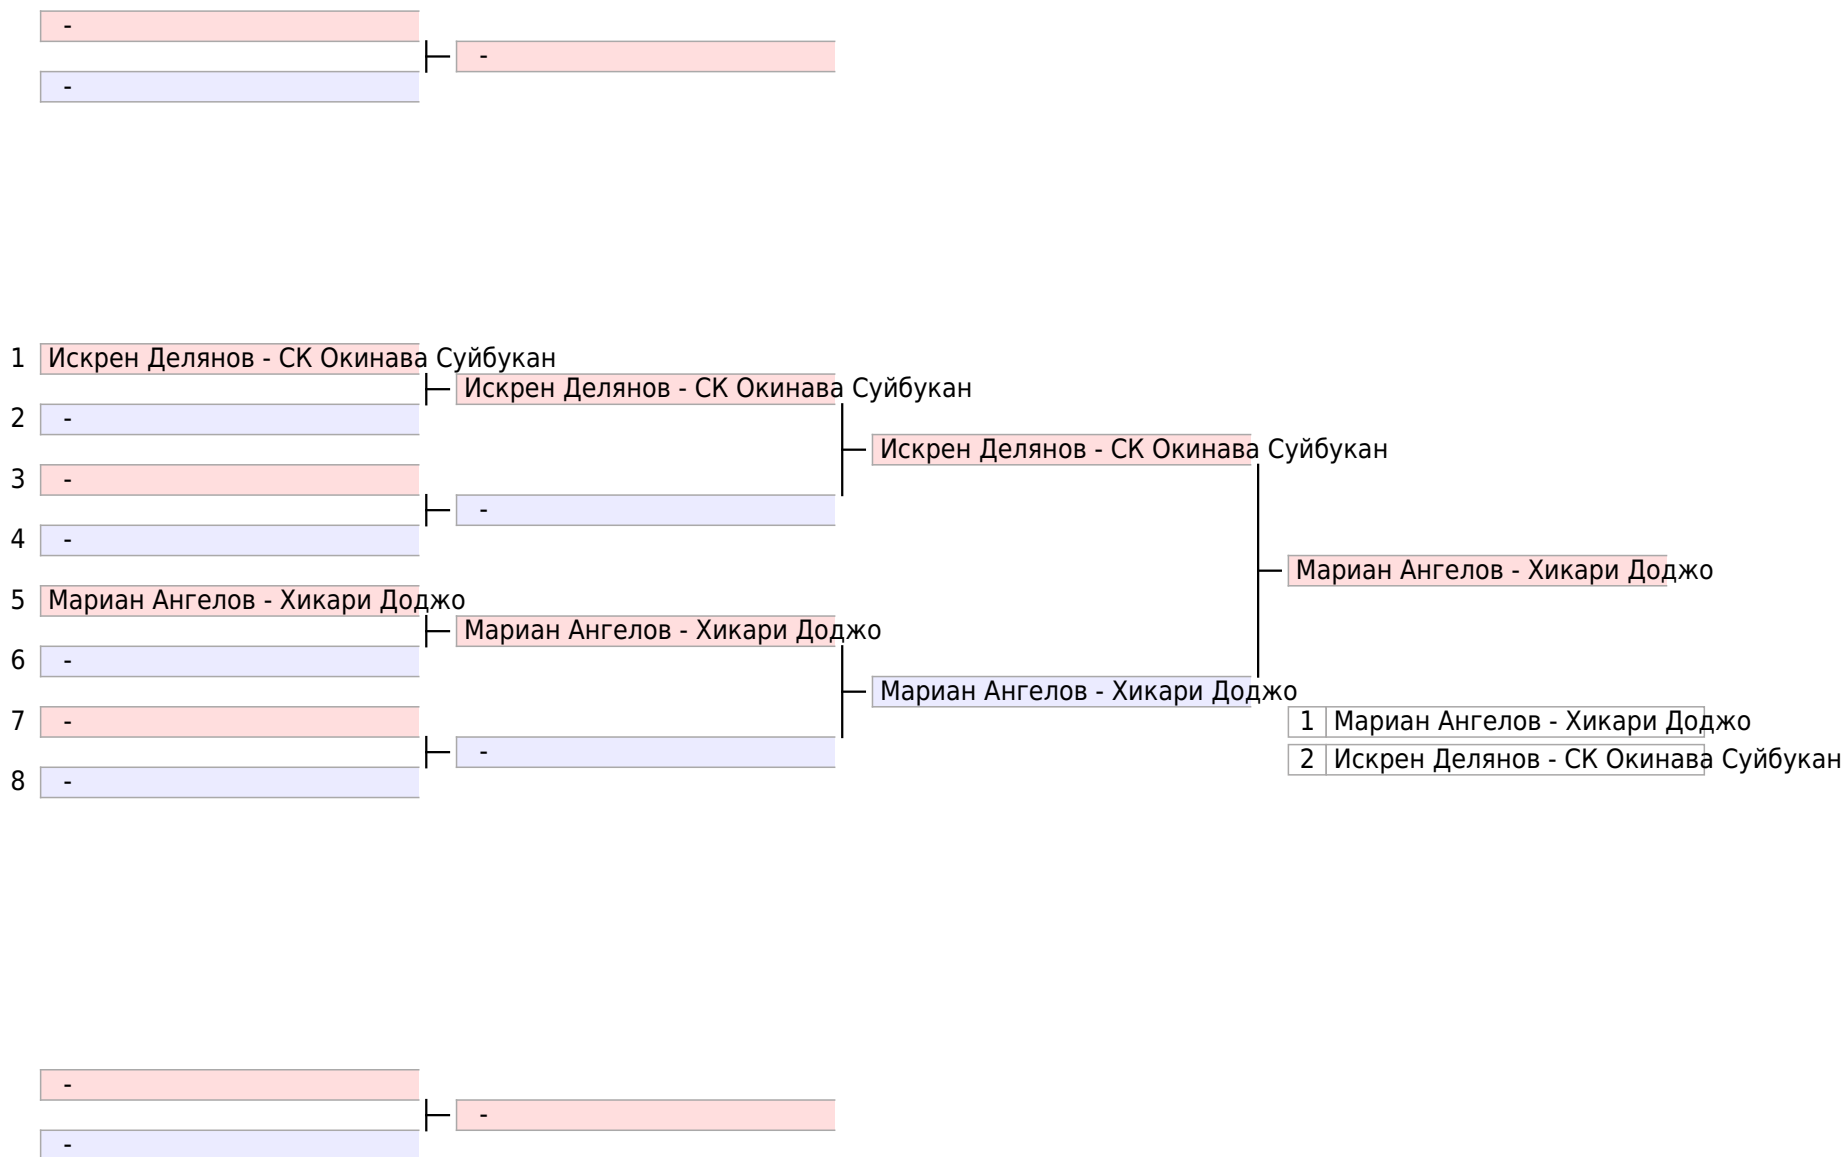 -
-
-
1 Искрен Делянов - СК Окинава Суйбукан
Искрен Делянов - СК Окинава Суйбукан
2 -
Искрен Делянов - СК Окинава Суйбукан
3 -
-
4 -
Мариан Ангелов - Хикари Доджо
5 Мариан Ангелов - Хикари Доджо
Мариан Ангелов - Хикари Доджо
6 -
Мариан Ангелов - Хикари Доджо
7 -
1 Мариан Ангелов - Хикари Доджо
-
2 Искрен Делянов - СК Окинава Суйбукан
8 -
-
-
-